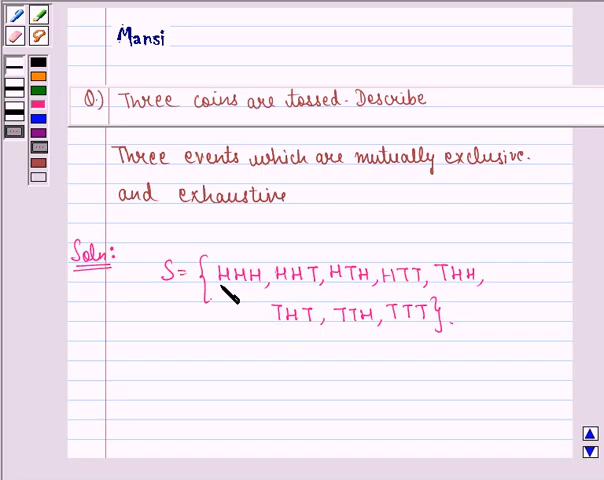 Mansi
Q.) Three coins are tossed. Describe
Three events which are mutually exclusive.
and exhaustive
Soln:
S = { HHH, HHT, HTH, HTT, THH,
THT, TTH, TTT}.